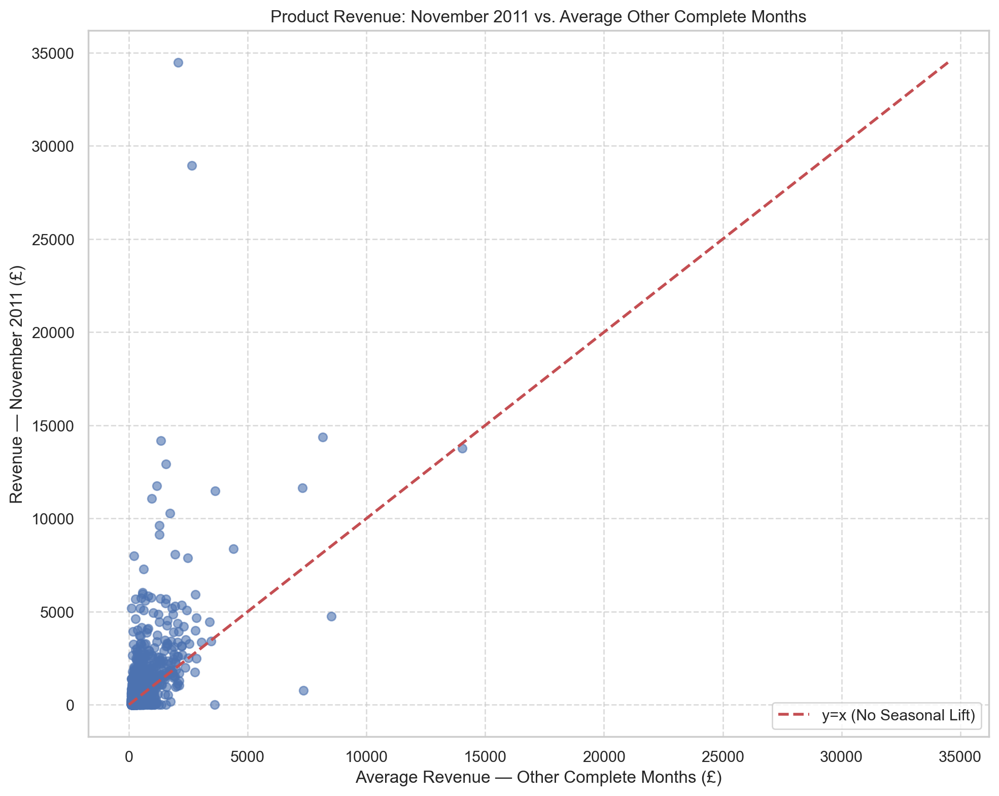 Product Revenue: November 2011 vs. Average Other Complete Months
Revenue — November 2011 (£)
35000
30000
25000
20000
15000
10000
5000
0
y=x (No Seasonal Lift)
0 5000 10000 15000 20000 25000 30000 35000
Average Revenue — Other Complete Months (£)